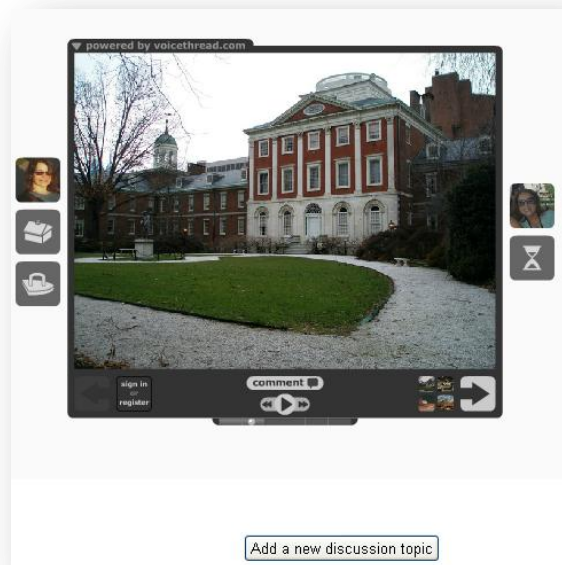 powered by voicethread.com
sign in
or
register
comment
Add a new discussion topic